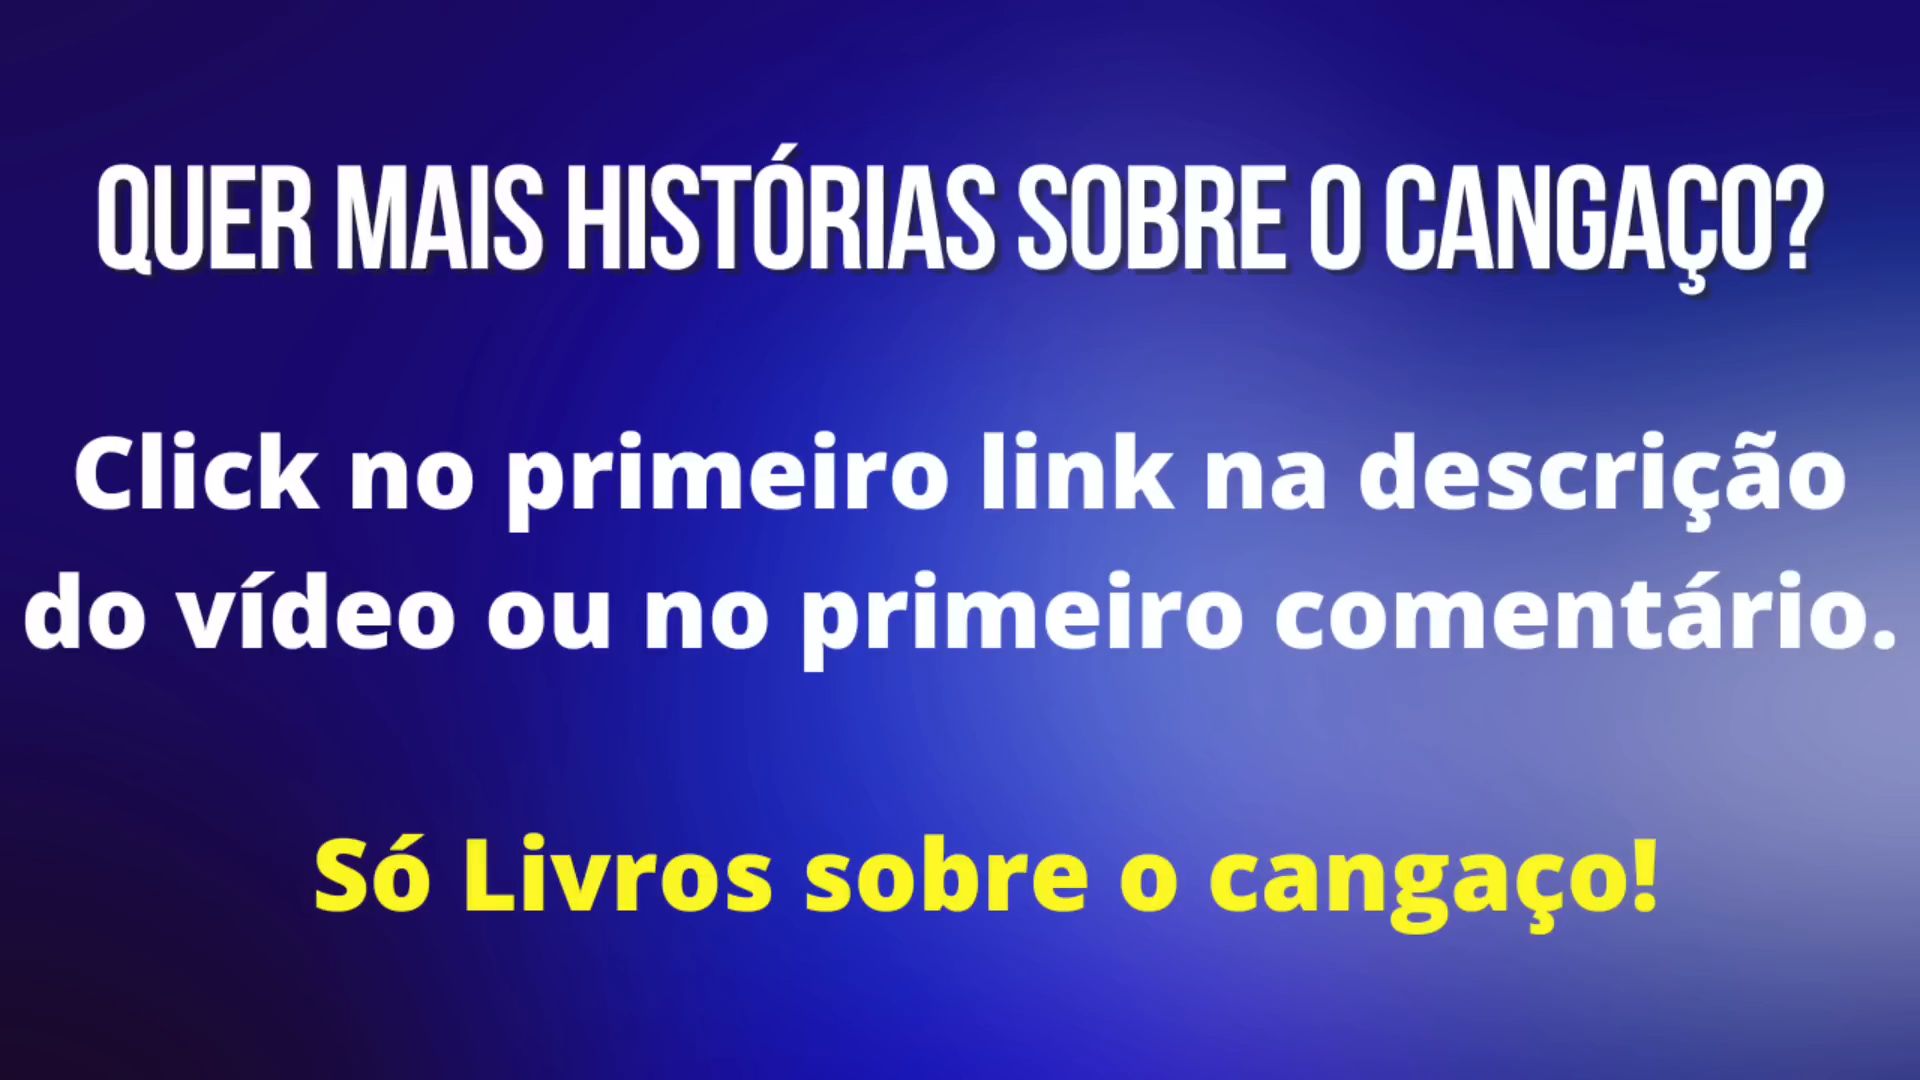 QUER MAIS HISTÓRIAS SOBRE O CANGAÇO?
Click no primeiro link na descrição
do vídeo ou no primeiro comentário.
Só Livros sobre o cangaço!